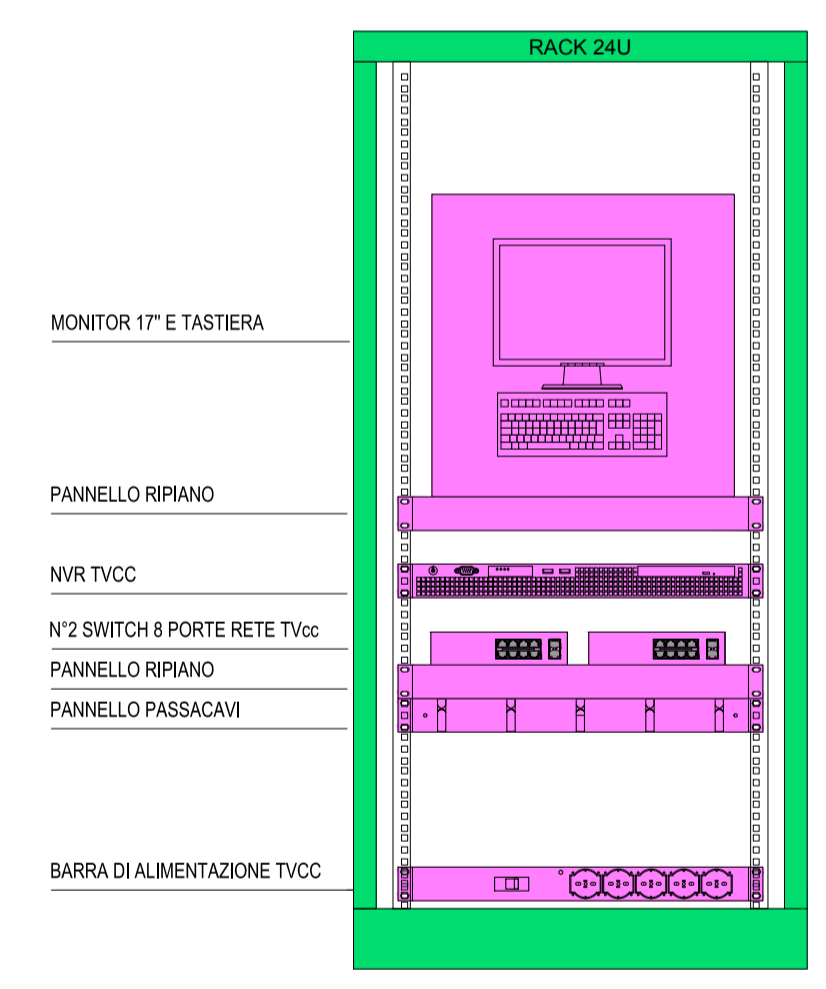 RACK 24U
MONITOR 17" E TASTIERA
PANNELLO RIPIANO
NVR TVCC
N°2 SWITCH 8 PORTE RETE TVcc
PANNELLO RIPIANO
PANNELLO PASSACAVI
BARRA DI ALIMENTAZIONE TVCC